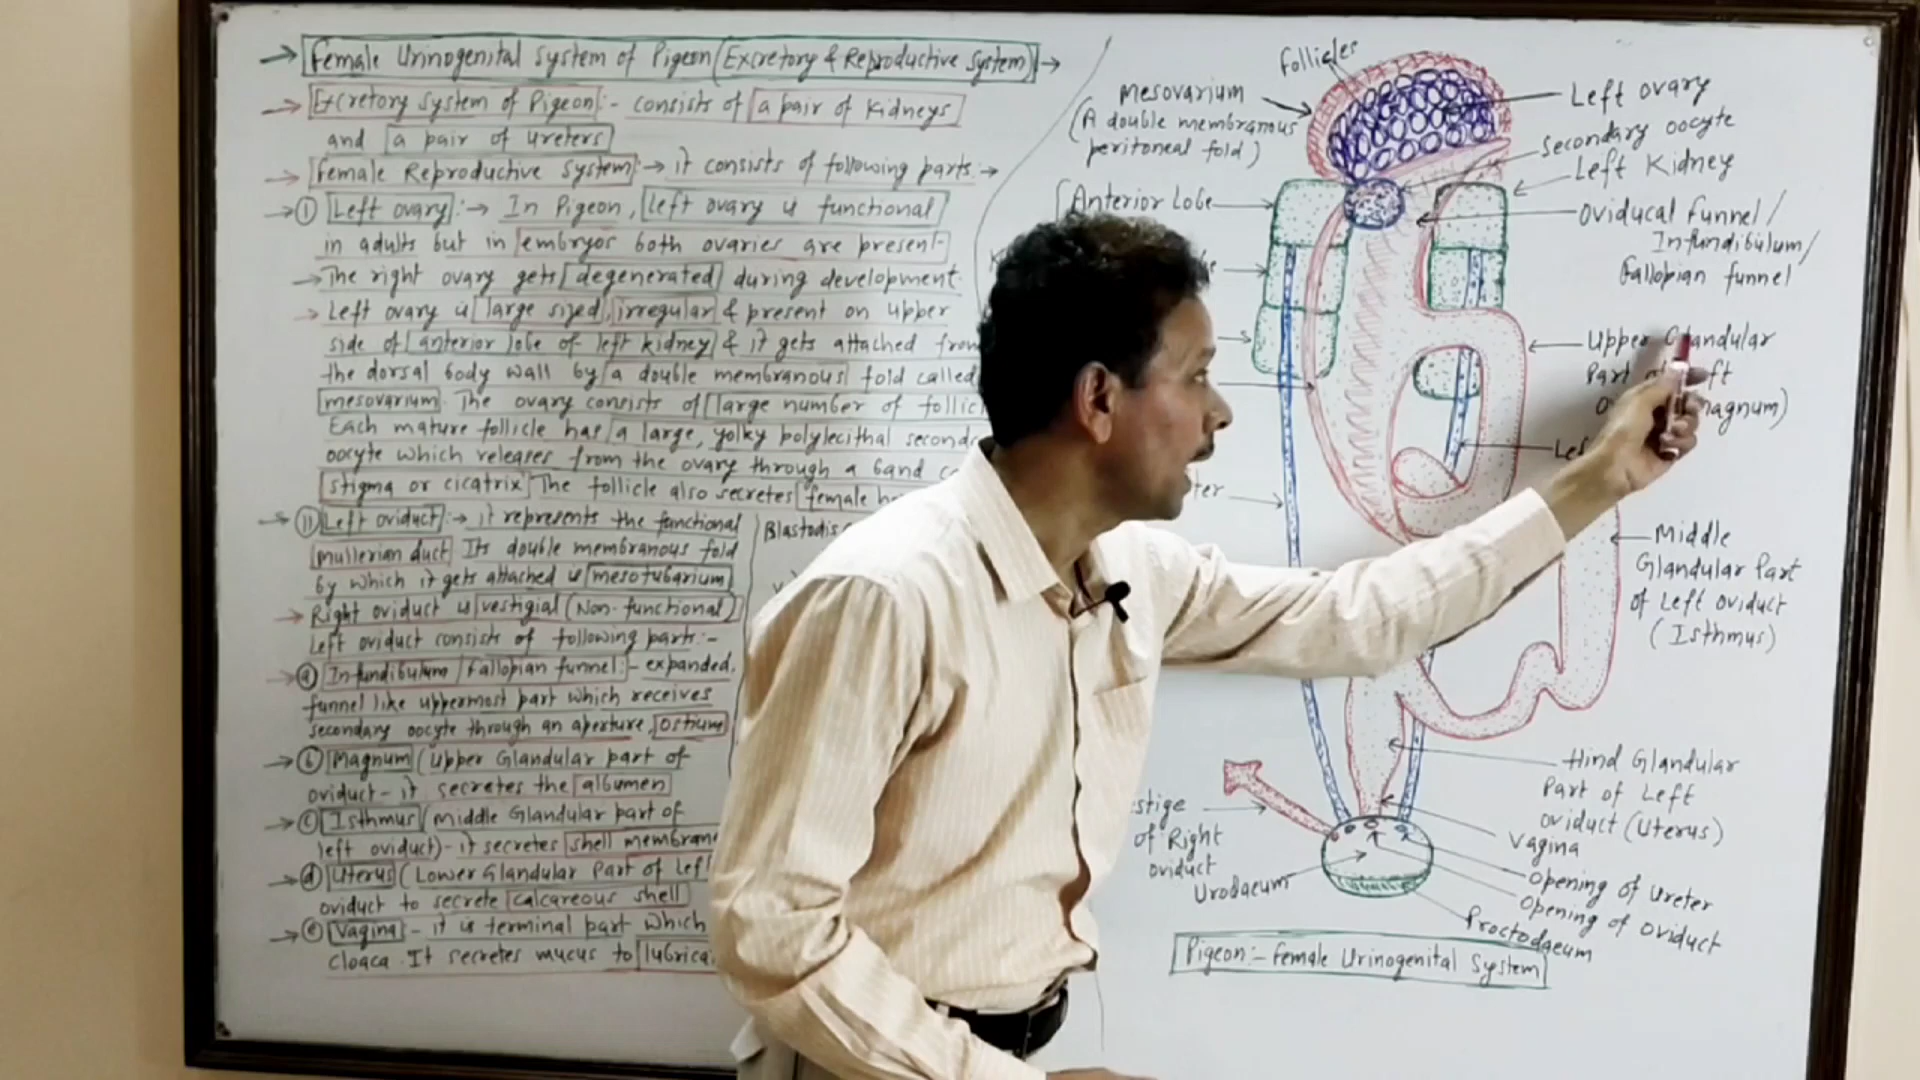 → Female Urinogenital System of Pigeon (Excretory & Reproductive System) →
→ Excretory System of Pigeon :- consists of a pair of Kidneys
and a pair of Ureters
→ Female Reproductive System :→ it consists of following parts :→
→ ① Left ovary :→ In Pigeon, left ovary is functional
in adults but in embryos both ovaries are present-
→ The right ovary gets degenerated during development.
→ Left ovary is large sized, irregular & present on upper
side of anterior lobe of left kidney & it gets attached from
the dorsal body wall by a double membranous fold called
mesovarium. The ovary consists of large number of
Each mature follicle has a large, yolky polylecithal
oocyte which releases from the ovary through a band
stigma or cicatrix. The follicle also secretes female
→ ⑪ Left oviduct :→ it represents the functional
mullerian duct. Its double membranous fold
by which it gets attached is mesotubarium
→ Right oviduct is vestigial (Non-functional)
Left oviduct consists of following parts :-
→ ⓐ Infundibulum / Fallopian funnel :- expanded,
funnel like uppermost part which receives
secondary oocyte through an aperture, ostium
→ ⓑ Magnum (Upper Glandular part of
oviduct - it secretes the albumen
→ ⓒ Isthmus (Middle Glandular part of
left oviduct) - it secretes shell
→ ⓓ Uterus (Lower Glandular Part of
oviduct to secrete calcareous shell
→ ⓔ Vagina - it is terminal part which
cloaca. It secretes mucus to
follicles
Mesovarium
(A double membranous
peritoneal fold)
Anterior Lobe
Left ovary
Secondary oocyte
Left Kidney
Oviducal funnel /
Infundibulum /
Fallopian funnel
Upper Glandular
Part
Middle
Glandular Part
of Left oviduct
(Isthmus)
Hind Glandular
Part of Left
oviduct (Uterus)
Vagina
Opening of Ureter
Opening of oviduct
Proctodaeum
of Right
oviduct
Urodaeum
Pigeon :- Female Urinogenital System